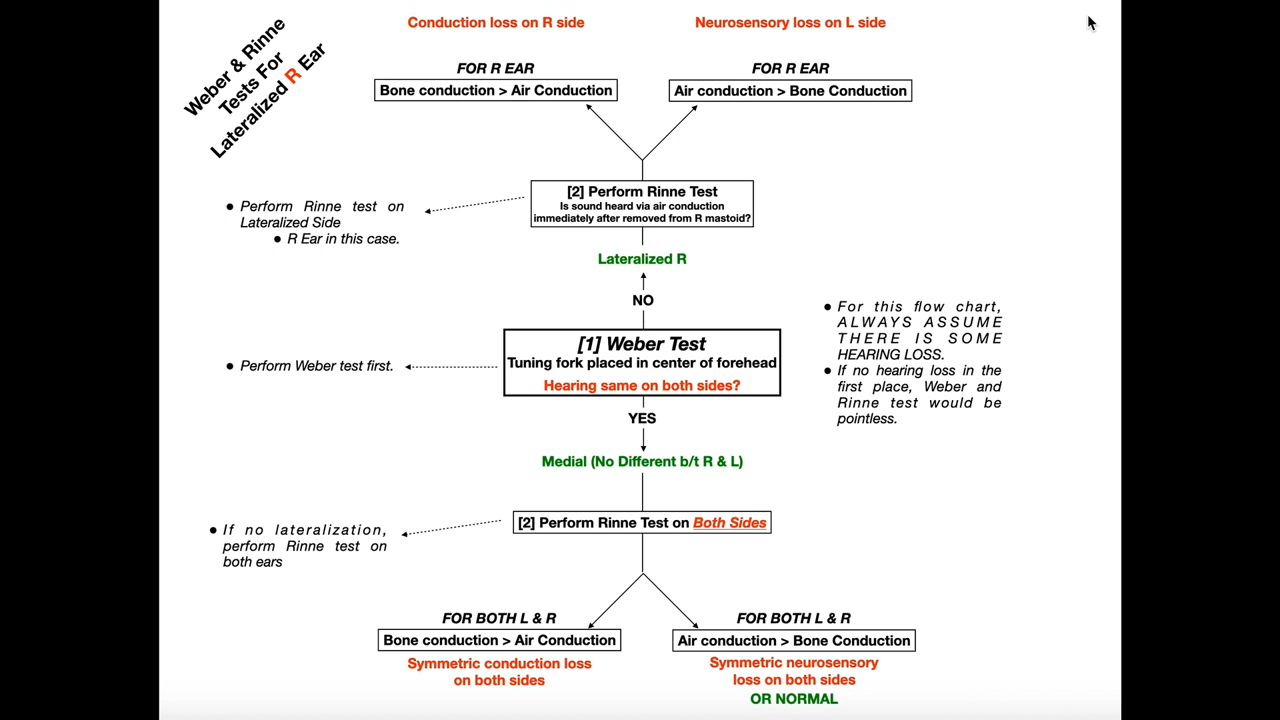 Weber & Rinne
Tests For
Lateralized R Ear
Conduction loss on R side
Neurosensory loss on L side
FOR R EAR
Bone conduction > Air Conduction
FOR R EAR
Air conduction > Bone Conduction
[2] Perform Rinne Test
Is sound heard via air conduction
immediately after removed from R mastoid?
● Perform Rinne test on
Lateralized Side
● R Ear in this case.
Lateralized R
NO
[1] Weber Test
Tuning fork placed in center of forehead
Hearing same on both sides?
● Perform Weber test first.
● For this flow chart,
ALWAYS ASSUME
THERE IS SOME
HEARING LOSS.
● If no hearing loss in the
first place, Weber and
Rinne test would be
pointless.
YES
Medial (No Different b/t R & L)
[2] Perform Rinne Test on Both Sides
● If no lateralization,
perform Rinne test on
both ears
FOR BOTH L & R
Bone conduction > Air Conduction
Symmetric conduction loss
on both sides
FOR BOTH L & R
Air conduction > Bone Conduction
Symmetric neurosensory
loss on both sides
OR NORMAL